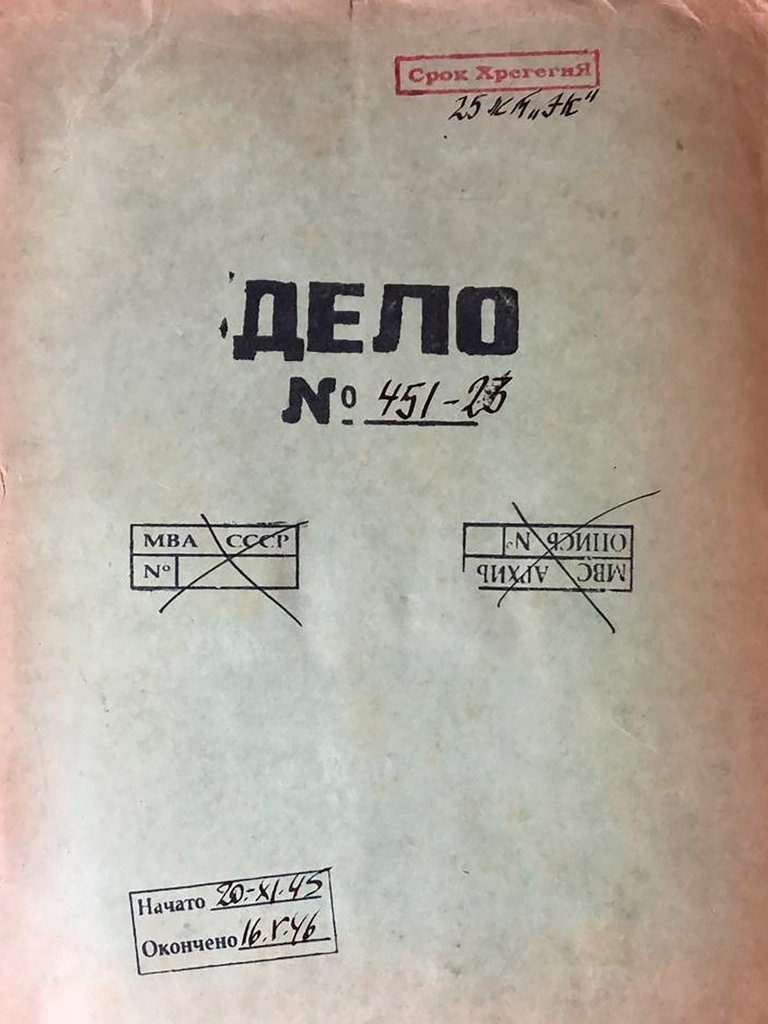 Срок ХрегегнЯ
25 „ЭК“
ДЕЛО
№ 451-23
МВА СССР
№
МВС АРХИВ
ОПИСЬ №
Начато 20-XI-45
Окончено 16.V.46